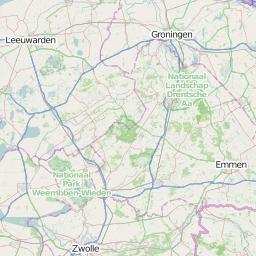 Groningen
Leeuwarden
Nationaal
Landschap
Drentsche
Aa
Emmen
Nationaal
Park
Weerribben-Wieden
Zwolle